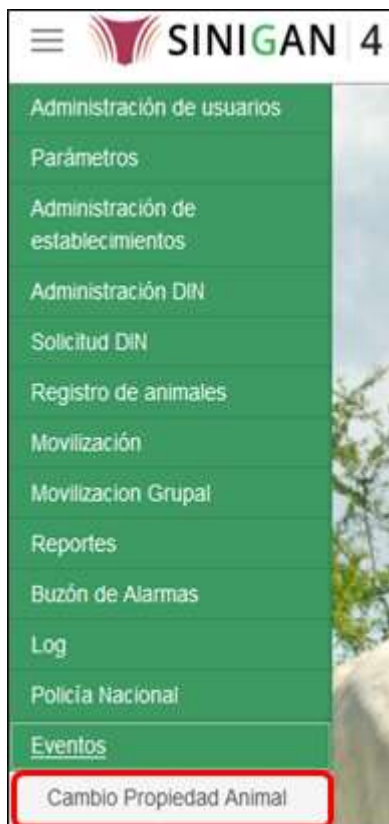 SINIGAN 4
Administración de usuarios
Parámetros
Administración de
establecimientos
Administración DIN
Solicitud DIN
Registro de animales
Movilización
Movilizacion Grupal
Reportes
Buzón de Alarmas
Log
Policía Nacional
Eventos
Cambio Propiedad Animal